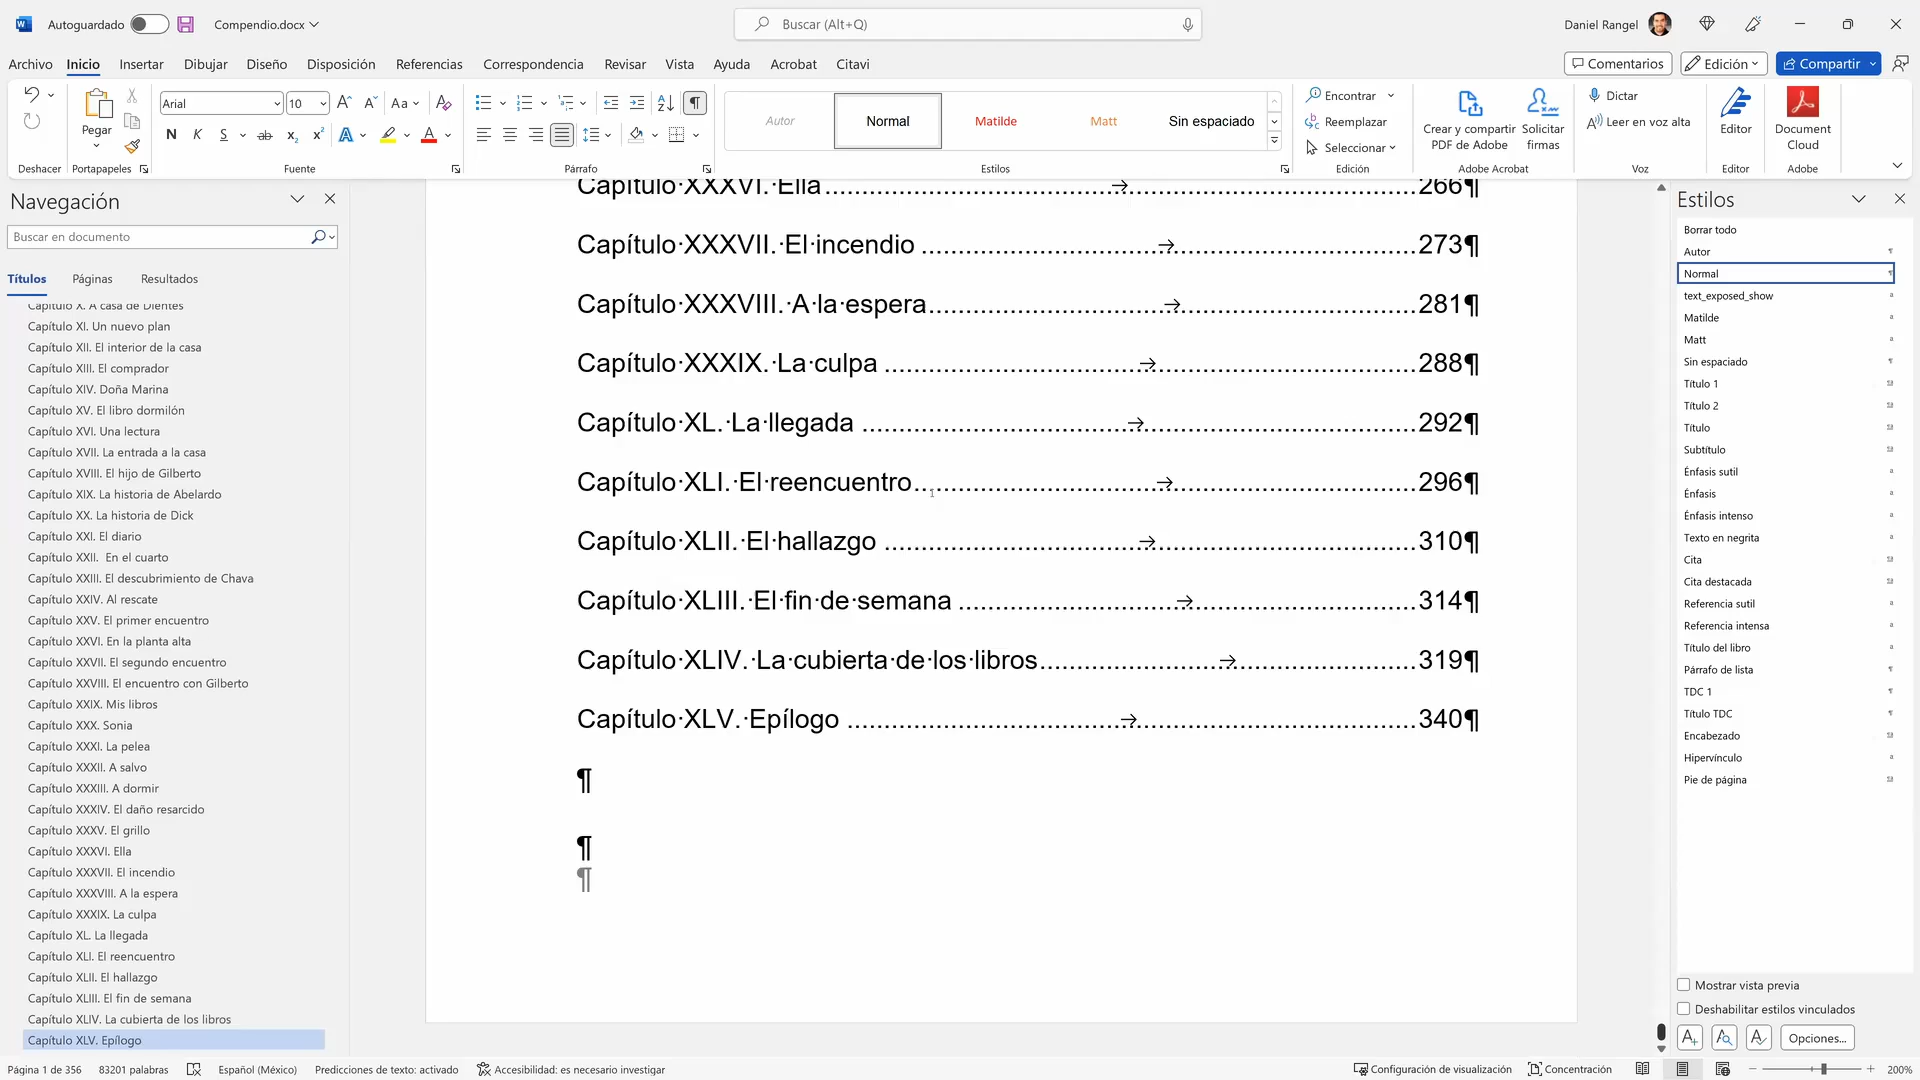 Autoguardado
Compendio.docx
Buscar (Alt+Q)
Daniel Rangel
Archivo
Inicio
Insertar
Dibujar
Diseño
Disposición
Referencias
Correspondencia
Revisar
Vista
Ayuda
Acrobat
Citavi
Comentarios
Edición
Compartir
Pegar
Arial
10
Aa
N K S ab x₂ x²
Autor
Normal
Matilde
Matt
Sin espaciado
Encontrar
Reemplazar
Seleccionar
Crear y compartir
PDF de Adobe
Solicitar
firmas
Dictar
Leer en voz alta
Editor
Document
Cloud
Deshacer
Portapapeles
Fuente
Párrafo
Estilos
Edición
Adobe Acrobat
Voz
Editor
Adobe
Navegación
Buscar en documento
Títulos
Páginas
Resultados
Capítulo X. A casa de Dientes
Capítulo XI. Un nuevo plan
Capítulo XII. El interior de la casa
Capítulo XIII. El comprador
Capítulo XIV. Doña Marina
Capítulo XV. El libro dormilón
Capítulo XVI. Una lectura
Capítulo XVII. La entrada a la casa
Capítulo XVIII. El hijo de Gilberto
Capítulo XIX. La historia de Abelardo
Capítulo XX. La historia de Dick
Capítulo XXI. El diario
Capítulo XXII.  En el cuarto
Capítulo XXIII. El descubrimiento de Chava
Capítulo XXIV. Al rescate
Capítulo XXV. El primer encuentro
Capítulo XXVI. En la planta alta
Capítulo XXVII. El segundo encuentro
Capítulo XXVIII. El encuentro con Gilberto
Capítulo XXIX. Mis libros
Capítulo XXX. Sonia
Capítulo XXXI. La pelea
Capítulo XXXII. A salvo
Capítulo XXXIII. A dormir
Capítulo XXXIV. El daño resarcido
Capítulo XXXV. El grillo
Capítulo XXXVI. Ella
Capítulo XXXVII. El incendio
Capítulo XXXVIII. A la espera
Capítulo XXXIX. La culpa
Capítulo XL. La llegada
Capítulo XLI. El reencuentro
Capítulo XLII. El hallazgo
Capítulo XLIII. El fin de semana
Capítulo XLIV. La cubierta de los libros
Capítulo XLV. Epílogo
Capítulo·XXXVI.·Ella......→......266¶
Capítulo·XXXVII.·El·incendio ......→......273¶
Capítulo·XXXVIII.·A·la·espera......→......281¶
Capítulo·XXXIX.·La·culpa ......→......288¶
Capítulo·XL.·La·llegada ......→......292¶
Capítulo·XLI.·El·reencuentro......→......296¶
Capítulo·XLII.·El·hallazgo ......→......310¶
Capítulo·XLIII.·El·fin·de·semana ......→......314¶
Capítulo·XLIV.·La·cubierta·de·los·libros......→......319¶
Capítulo·XLV.·Epílogo ......→......340¶
¶
¶
¶
Estilos
Borrar todo
Autor
Normal
text_exposed_show
Matilde
Matt
Sin espaciado
Título 1
Título 2
Título
Subtítulo
Énfasis sutil
Énfasis
Énfasis intenso
Texto en negrita
Cita
Cita destacada
Referencia sutil
Referencia intensa
Título del libro
Párrafo de lista
TDC 1
Título TDC
Encabezado
Hipervínculo
Pie de página
Mostrar vista previa
Deshabilitar estilos vinculados
Opciones...
Página 1 de 356
83201 palabras
Español (México)
Predicciones de texto: activado
Accesibilidad: es necesario investigar
Configuración de visualización
Concentración
200%